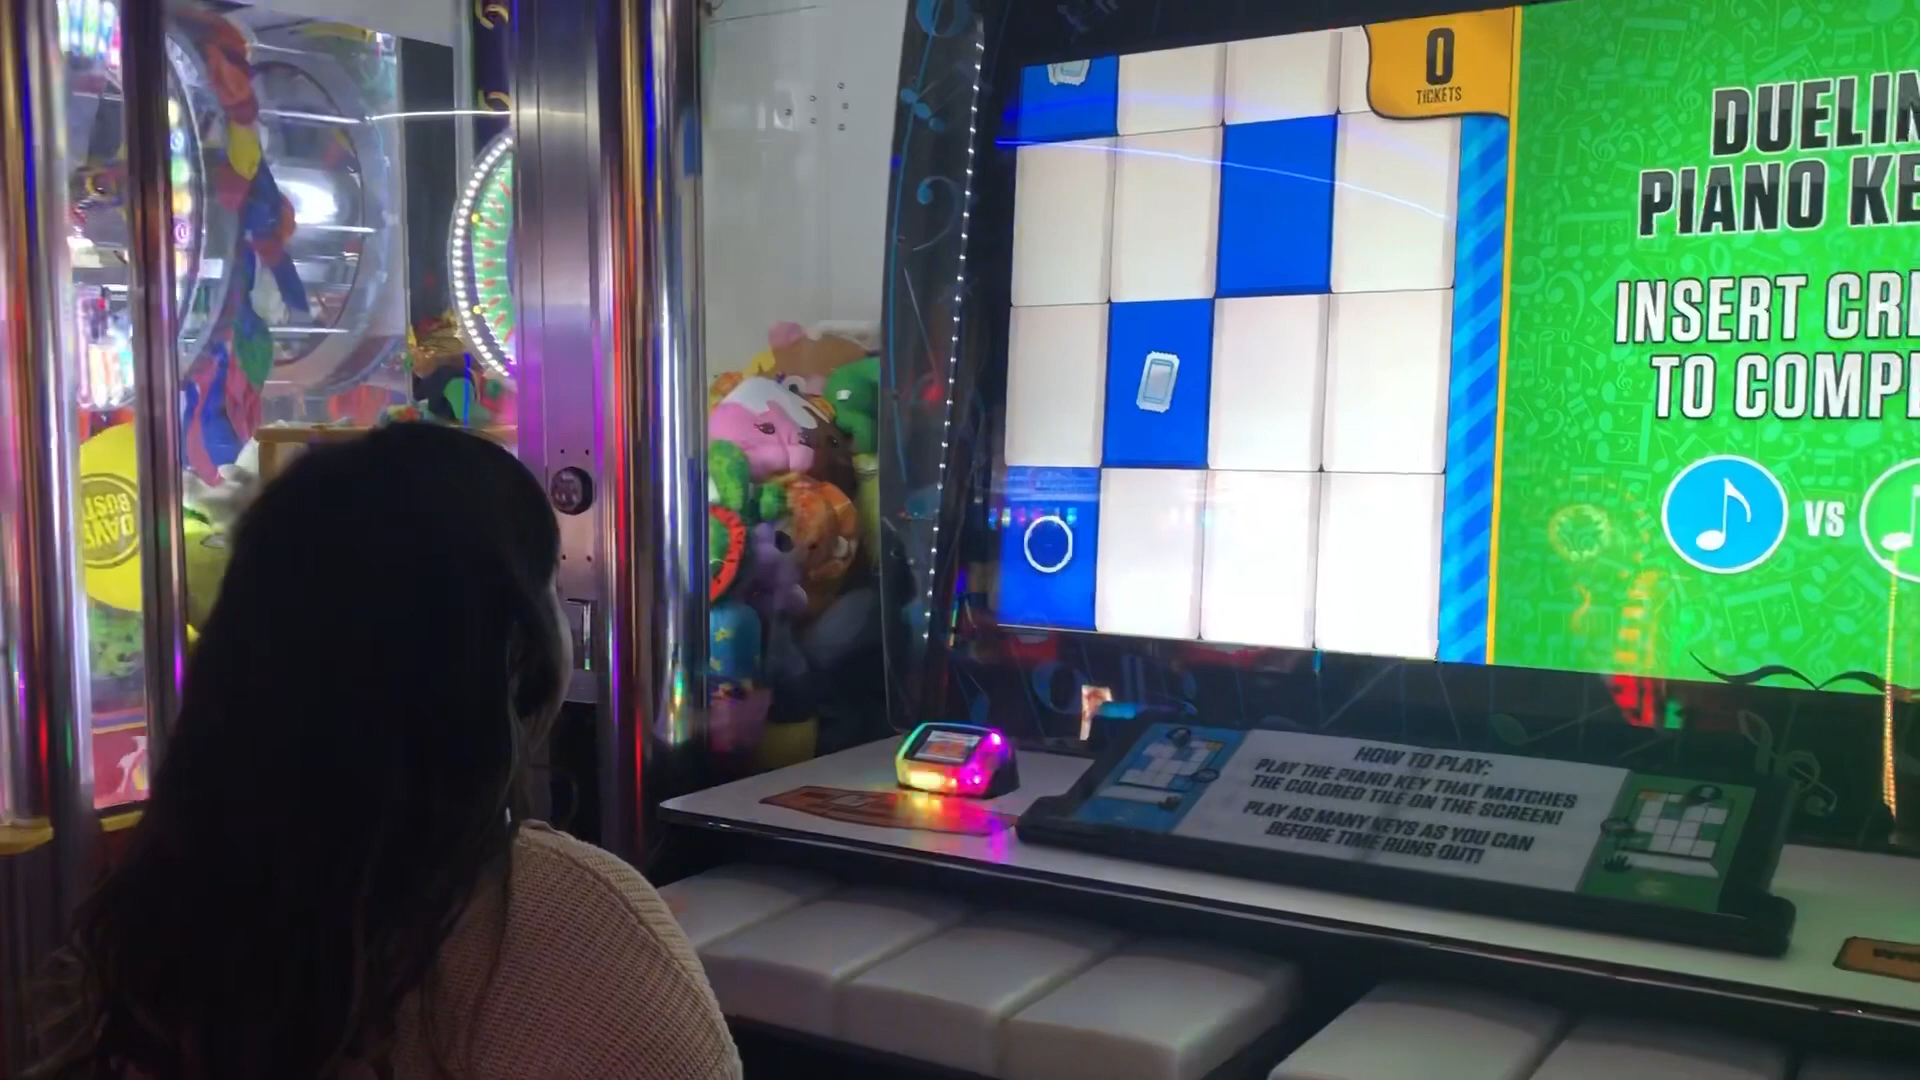 0
TICKETS
DUELIN
PIANO KE
INSERT CRE
TO COMP
VS
HOW TO PLAY:
PLAY THE PIANO KEY THAT MATCHES
THE COLORED TILE ON THE SCREEN!
PLAY AS MANY KEYS AS YOU CAN
BEFORE TIME RUNS OUT!